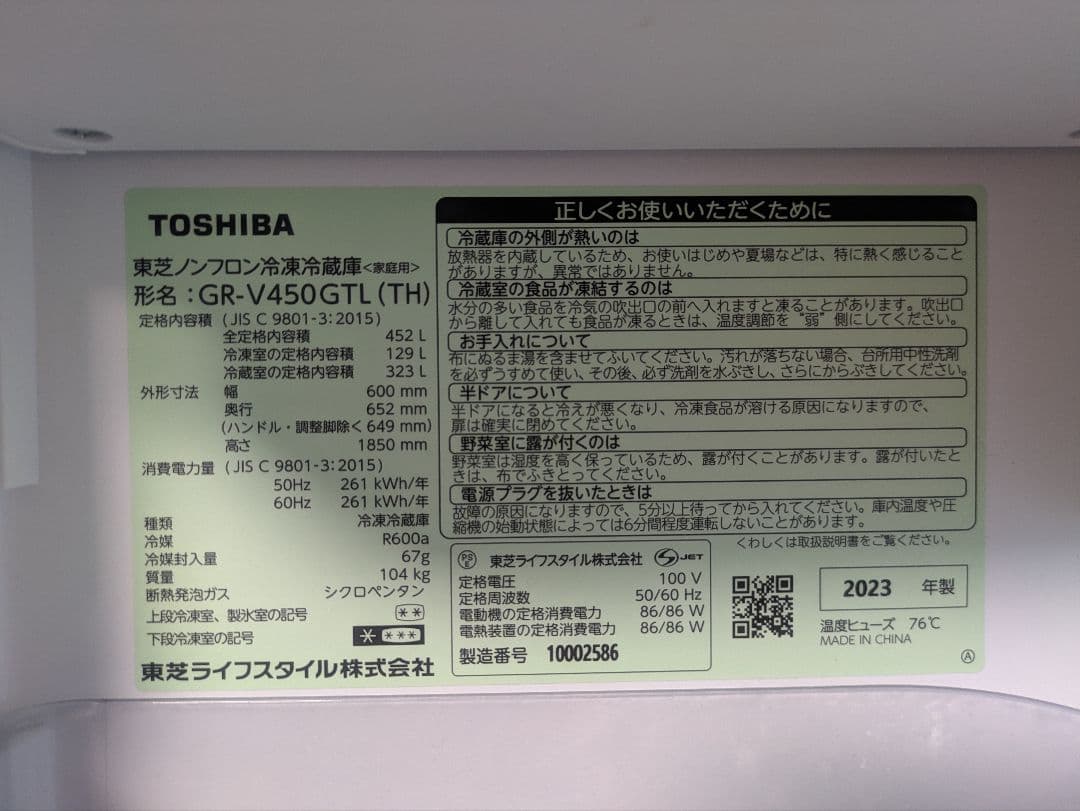 TOSHIBA
東芝ノンフロン冷凍冷蔵庫<家庭用>
形名：GR-V450GTL(TH)
定格内容積 (JIS C 9801-3:2015)
全定格内容積 452 L
冷凍室の定格内容積 129 L
冷蔵室の定格内容積 323 L
外形寸法 幅 600 mm
奥行 652 mm
(ハンドル・調整脚除く 649 mm)
高さ 1850 mm
消費電力量 (JIS C 9801-3:2015)
50Hz 261 kWh/年
60Hz 261 kWh/年
種類 冷凍冷蔵庫
冷媒 R600a
冷媒封入量 67g
質量 104 kg
断熱発泡ガス シクロペンタン
上段冷凍室、製氷室の記号 **
下段冷凍室の記号 * ***
東芝ライフスタイル株式会社
正しくお使いいただくために
冷蔵庫の外側が熱いのは
放熱器を内蔵しているため、お使いはじめや夏場などは、特に熱く感じること
がありますが、異常ではありません。
冷蔵室の食品が凍結するのは
水分の多い食品を冷気の吹出口の前へ入れますと凍ることがあります。吹出口
から離して入れても食品が凍るときは、温度調節を"弱"側にしてください。
お手入れについて
布にぬるま湯を含ませてふいてください。汚れが落ちない場合、台所用中性洗剤
を必ずうすめて使い、その後、必ず洗剤を水ぶきし、さらにからぶきしてください。
半ドアについて
半ドアになると冷えが悪くなり、冷凍食品が溶ける原因になりますので、
扉は確実に閉めてください。
野菜室に露が付くのは
野菜室は湿度を高く保っているため、露が付くことがあります。露が付いたと
きは、布でふきとってください。
電源プラグを抜いたときは
故障の原因になりますので、5分以上待ってから入れてください。庫内温度や圧
縮機の始動状態によっては6分間程度運転しないことがあります。
くわしくは取扱説明書をご覧ください。
PSE 東芝ライフスタイル株式会社 S JET
定格電圧 100 V
定格周波数 50/60 Hz
電動機の定格消費電力 86/86 W
電熱装置の定格消費電力 86/86 W
製造番号 10002586
2023 年製
温度ヒューズ 76℃
MADE IN CHINA
A